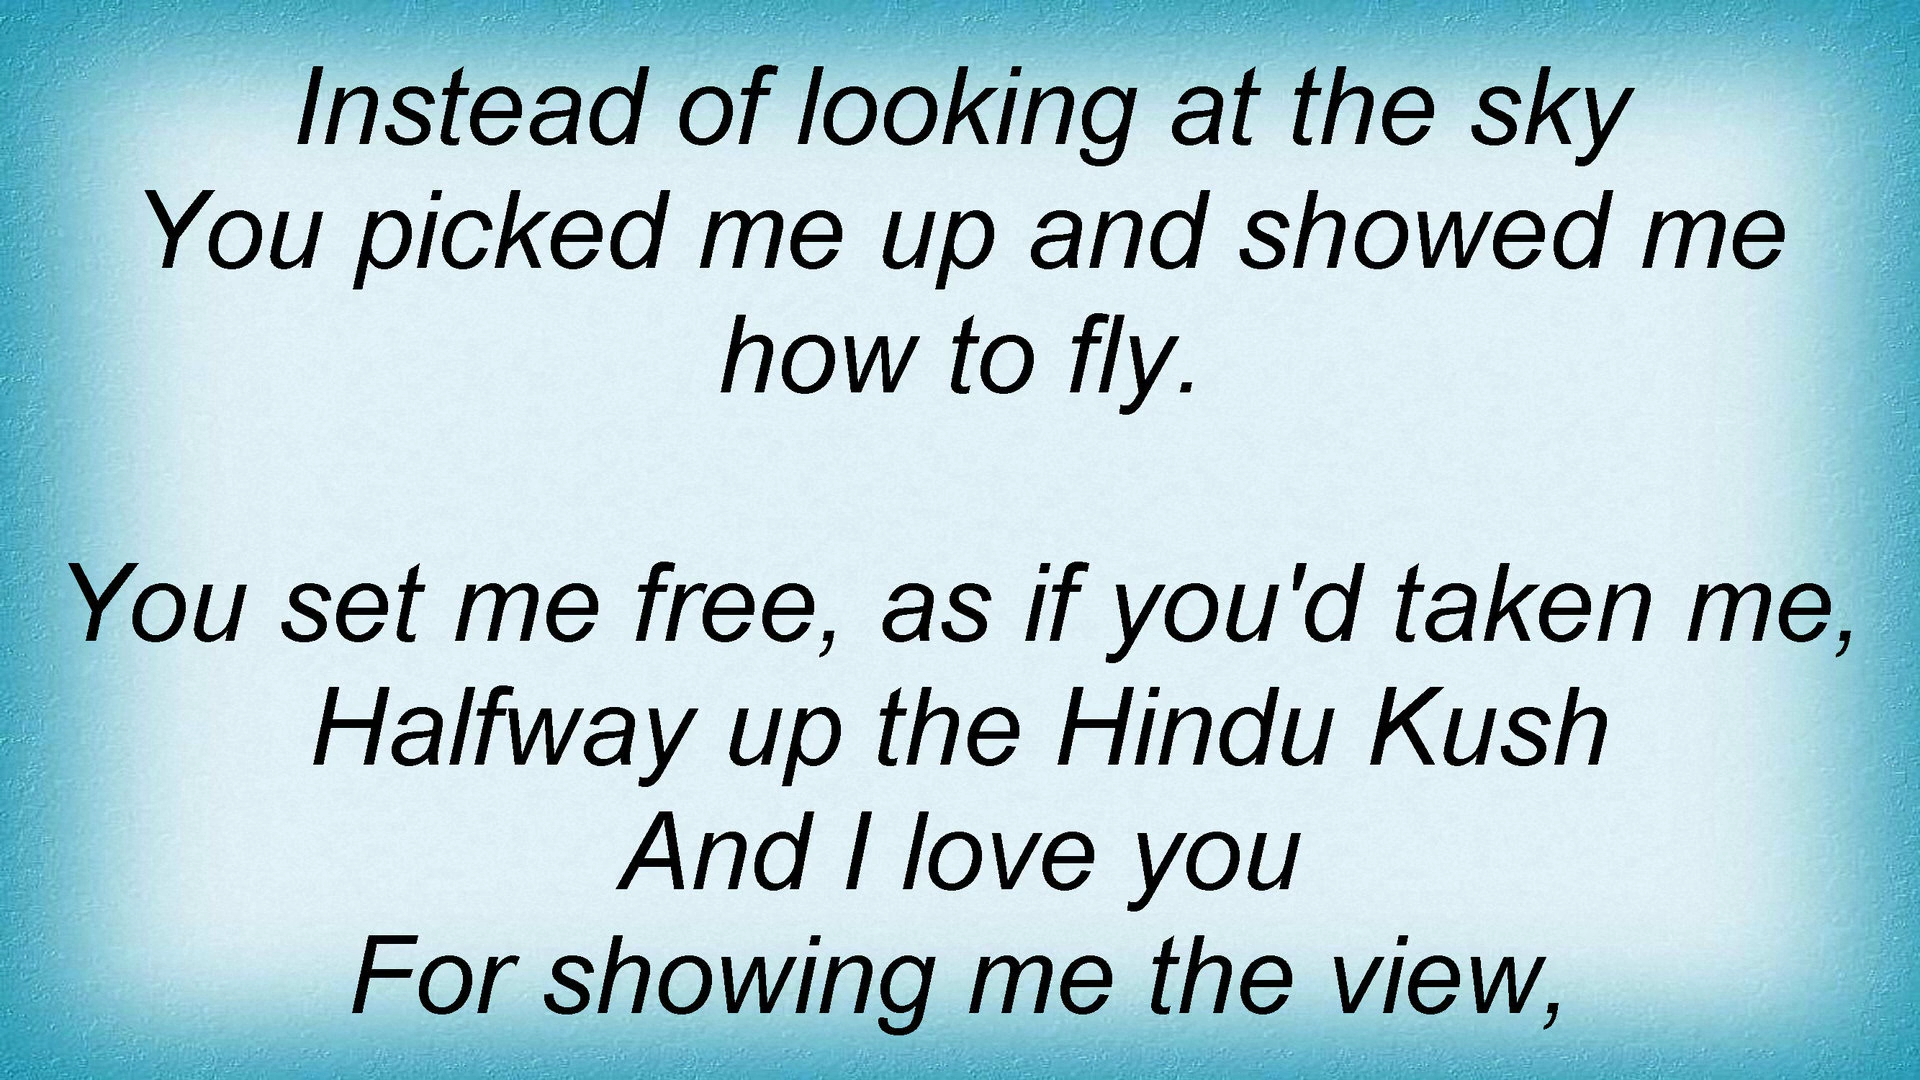 Instead of looking at the sky
You picked me up and showed me
how to fly.
You set me free, as if you'd taken me,
Halfway up the Hindu Kush
And I love you
For showing me the view,